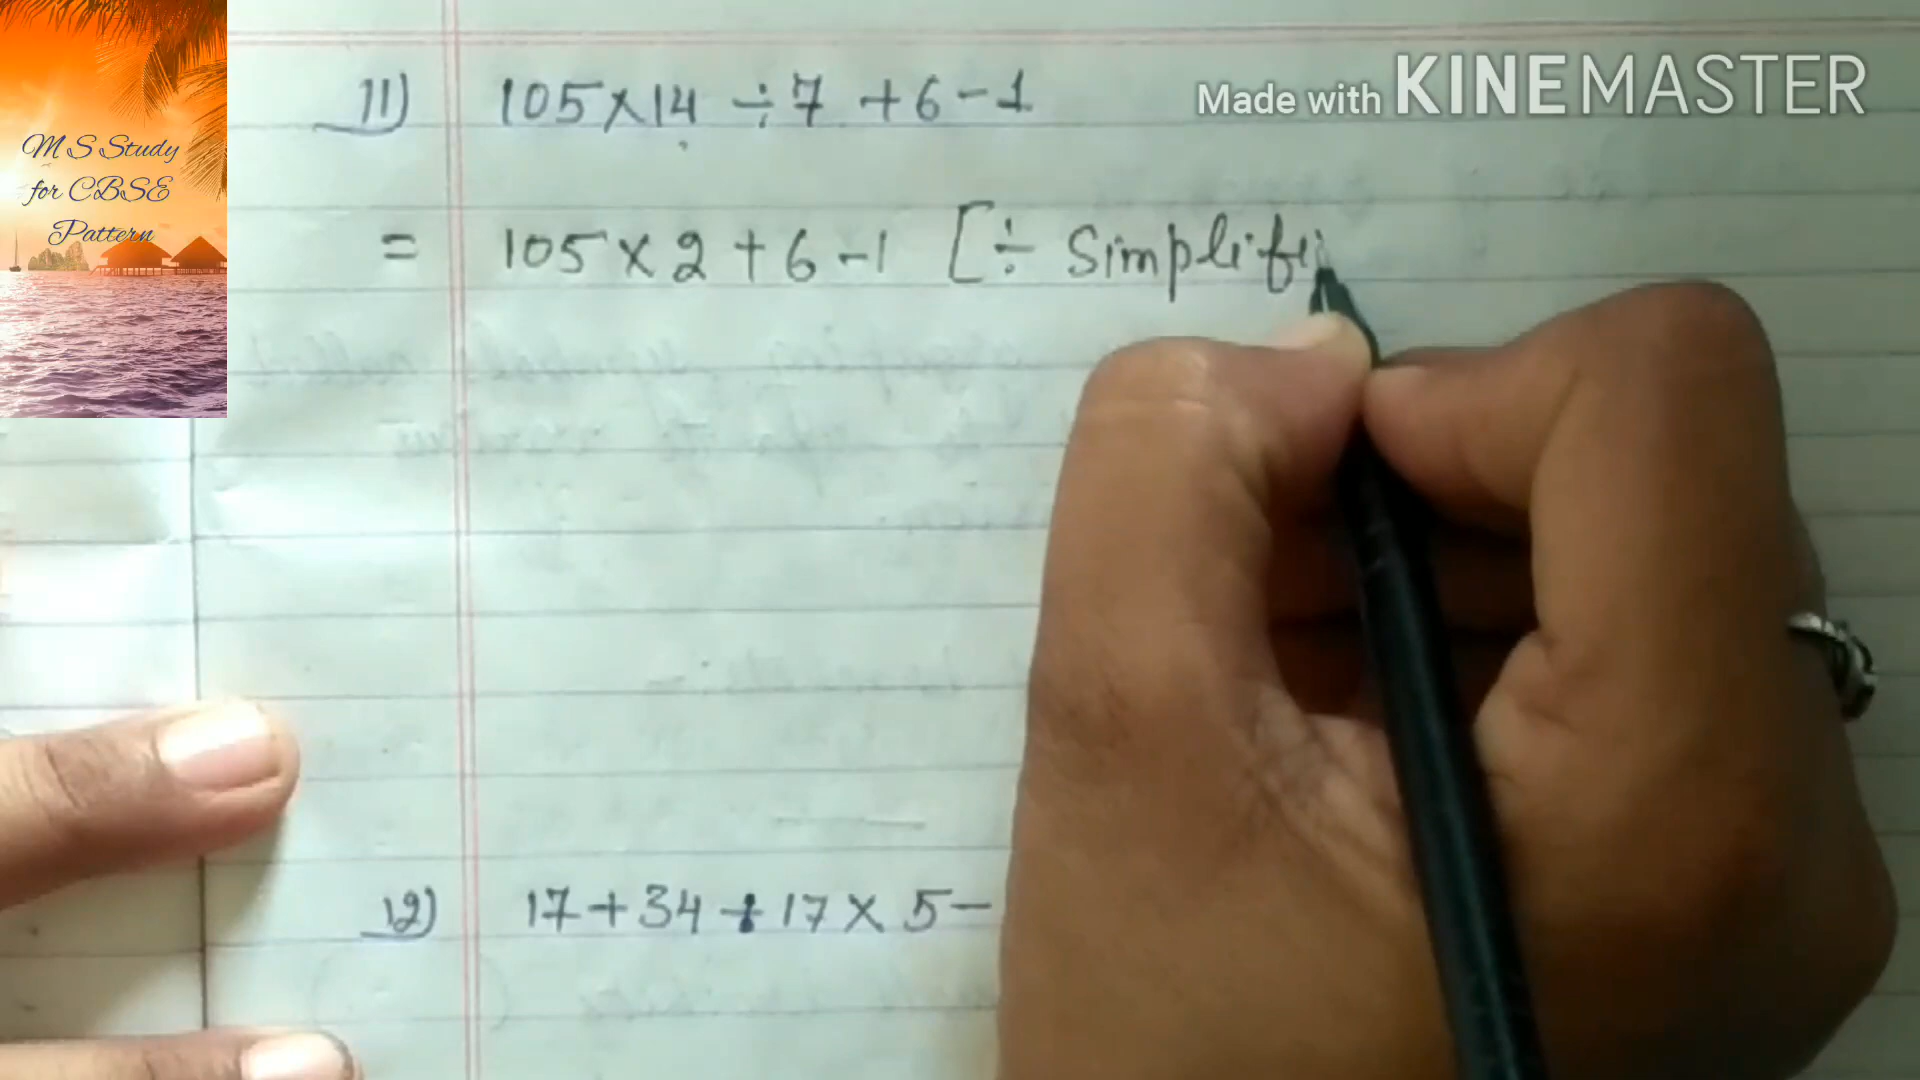 M S Study
for CBSE
Pattern
Made with KINEMASTER
11) 105×14 ÷7 +6-1
= 105×2+6-1 [÷ Simplifi
12) 17+34÷17×5-